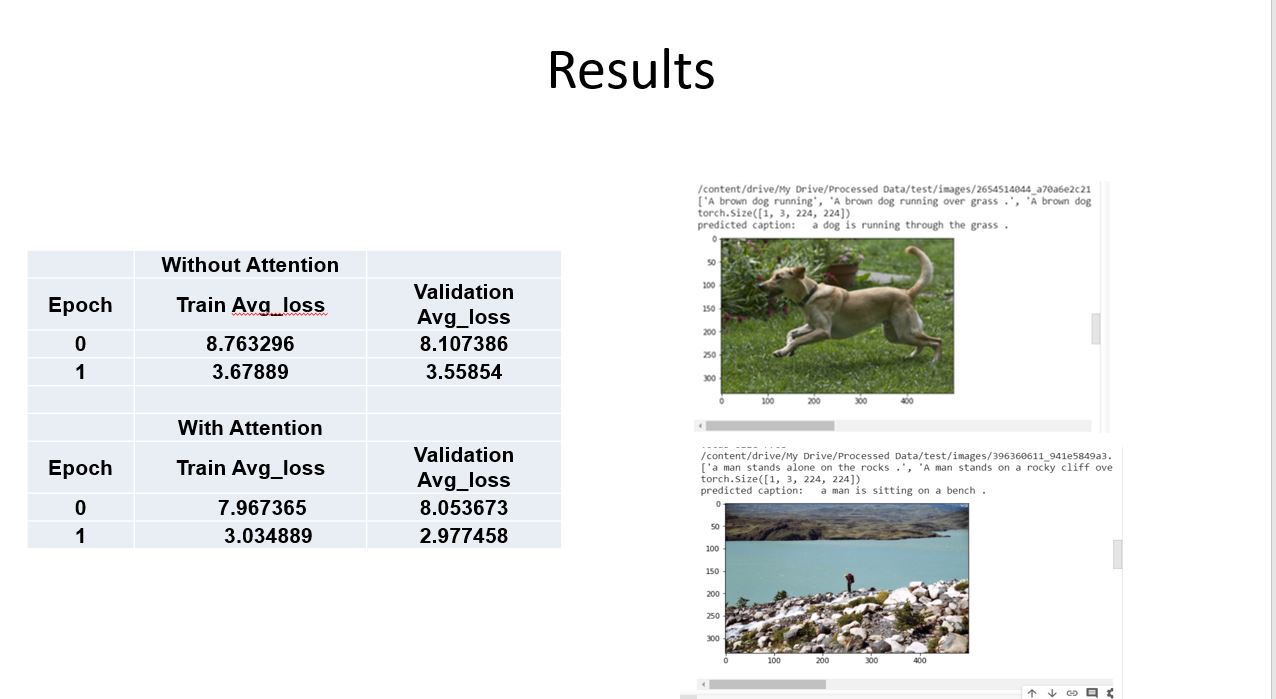 Results
Without Attention
Epoch Train Avg_loss Validation
Avg_loss
0 8.763296 8.107386
1 3.67889 3.55854
With Attention
Epoch Train Avg_loss Validation
Avg_loss
0 7.967365 8.053673
1 3.034889 2.977458
/content/drive/My Drive/Processed Data/test/images/2654514044_a70a6e2c21
['A brown dog running', 'A brown dog running over grass .', 'A brown dog
torch.Size([1, 3, 224, 224])
predicted caption: a dog is running through the grass .
0
50
100
150
200
250
300
0 100 200 300 400
/content/drive/My Drive/Processed Data/test/images/396360611_941e5849a3.
['a man stands alone on the rocks .', 'A man stands on a rocky cliff ove
torch.Size([1, 3, 224, 224])
predicted caption: a man is sitting on a bench .
0
50
100
150
200
250
300
0 100 200 300 400